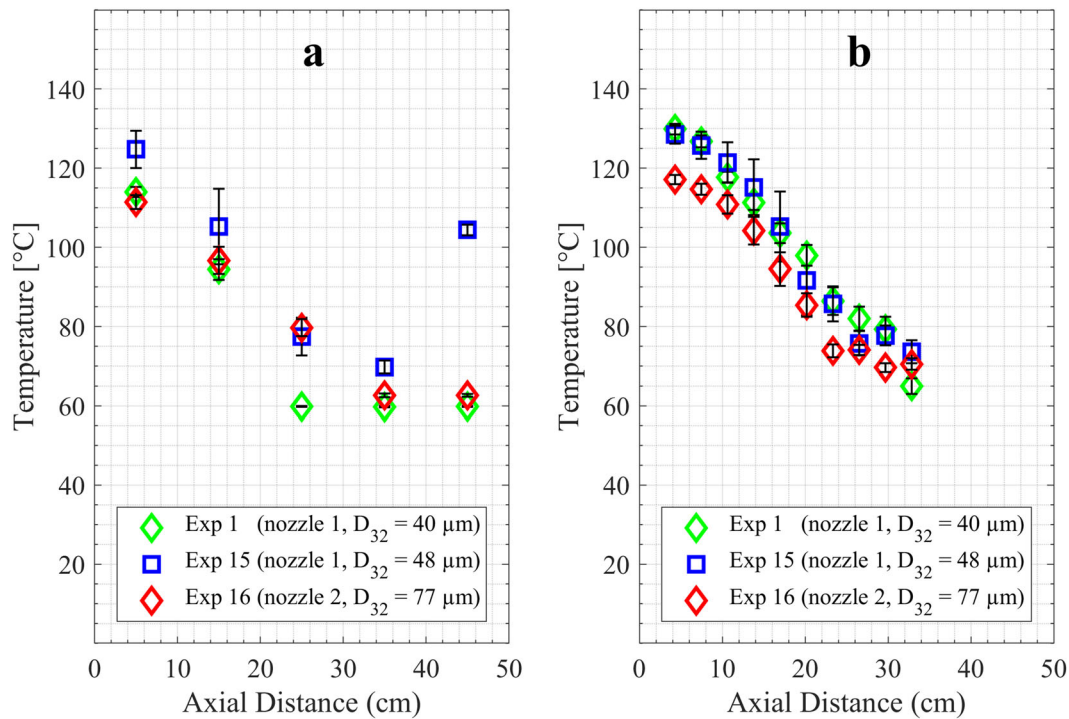 a
Temperature [°C]
140
120
100
80
60
40
20
Exp 1 (nozzle 1, D32 = 40 µm)
Exp 15 (nozzle 1, D32 = 48 µm)
Exp 16 (nozzle 2, D32 = 77 µm)
0 10 20 30 40 50
Axial Distance (cm)
b
Temperature [°C]
140
120
100
80
60
40
20
Exp 1 (nozzle 1, D32 = 40 µm)
Exp 15 (nozzle 1, D32 = 48 µm)
Exp 16 (nozzle 2, D32 = 77 µm)
0 10 20 30 40 50
Axial Distance (cm)